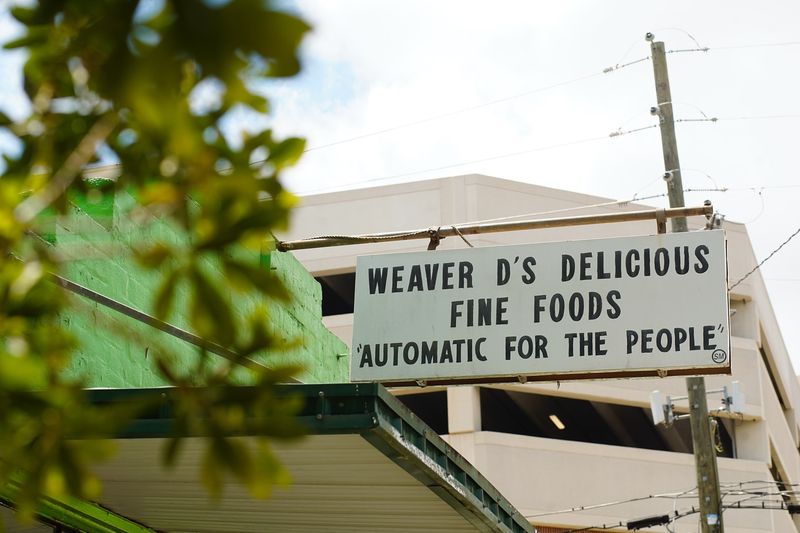 WEAVER D'S DELICIOUS
FINE FOODS
"AUTOMATIC FOR THE PEOPLE" SM